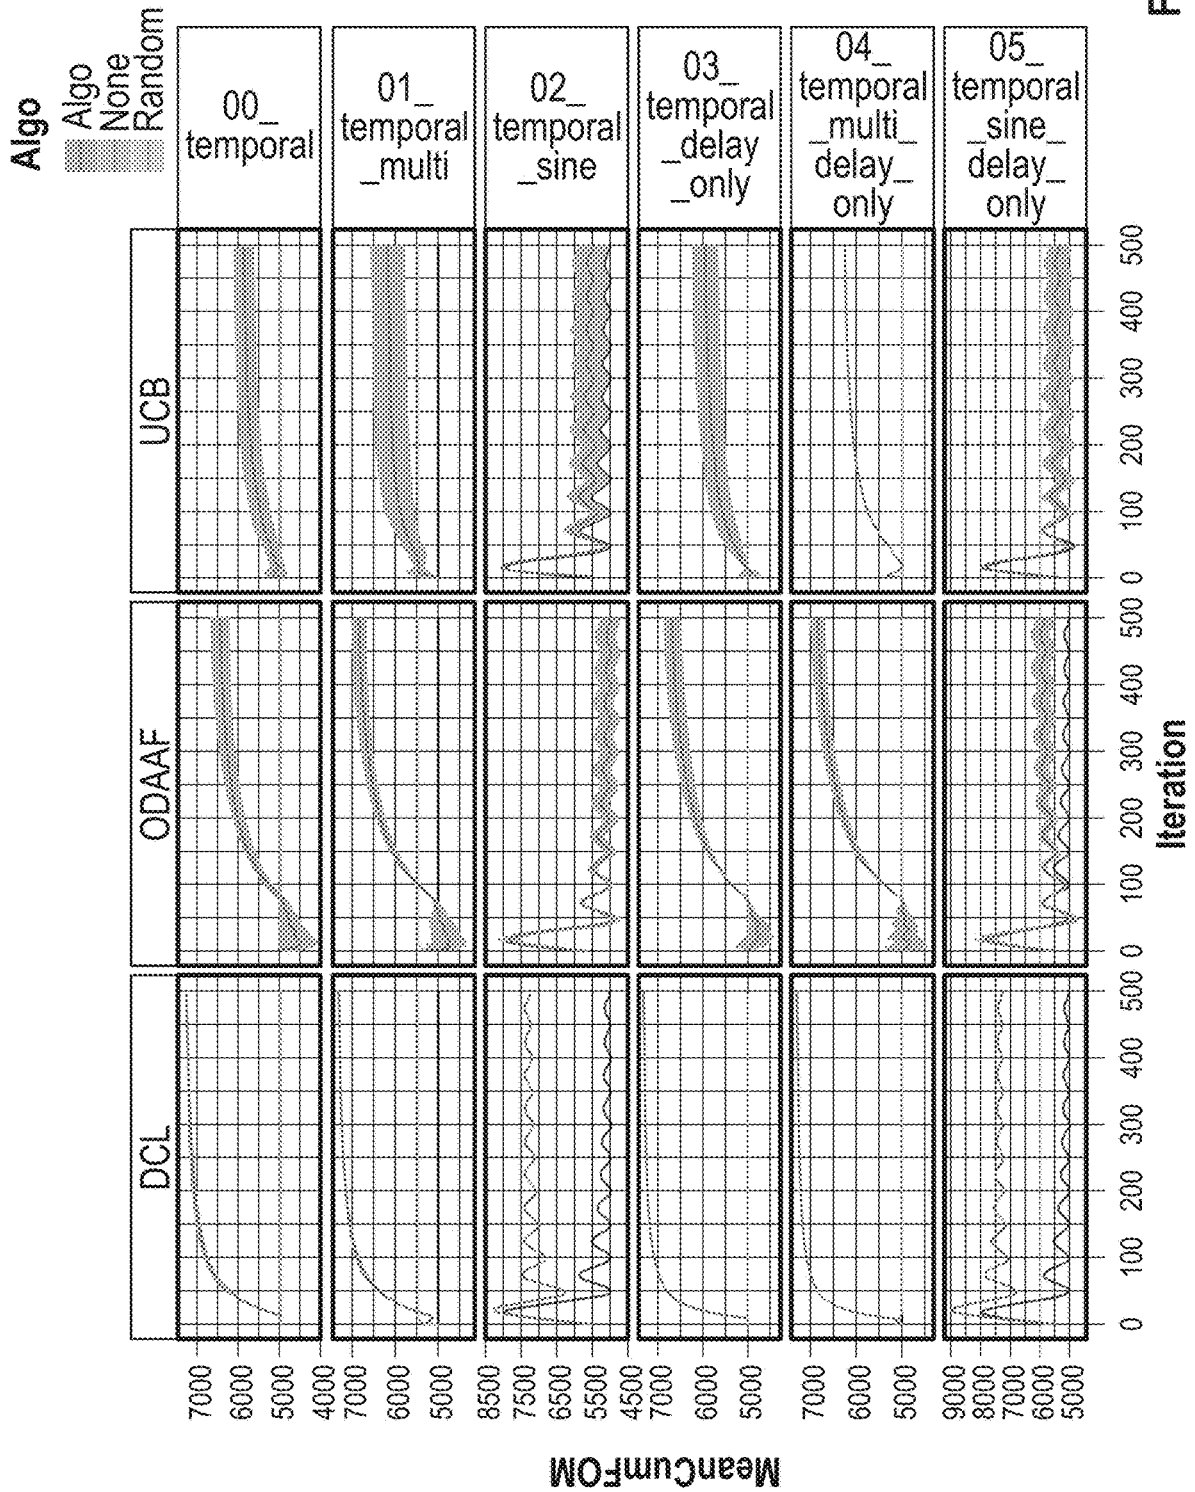 Algo
Algo
None
Random
DCL
ODAAF
UCB
7000
6000
5000
4000
00_
temporal
7000
6000
5000
01_
temporal
_multi
8500
7500
6500
5500
4500
02_
temporal
_sine
7000
6000
5000
03_
temporal
_delay
_only
7000
6000
5000
04_
temporal
_multi_
delay_
only
9000
8000
7000
6000
5000
05_
temporal
_sine_
delay_
only
0 100 200 300 400 500
0 100 200 300 400 500
0 100 200 300 400 500
Iteration
MeanCumFOM